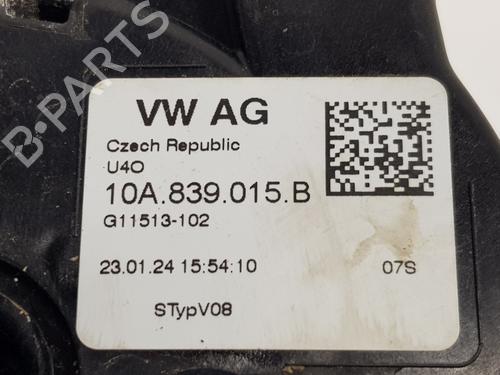 B-PARTS
VW AG
Czech Republic
U4O
10A.839.015.B
G11513-102
23.01.24 15:54:10
07S
STypV08